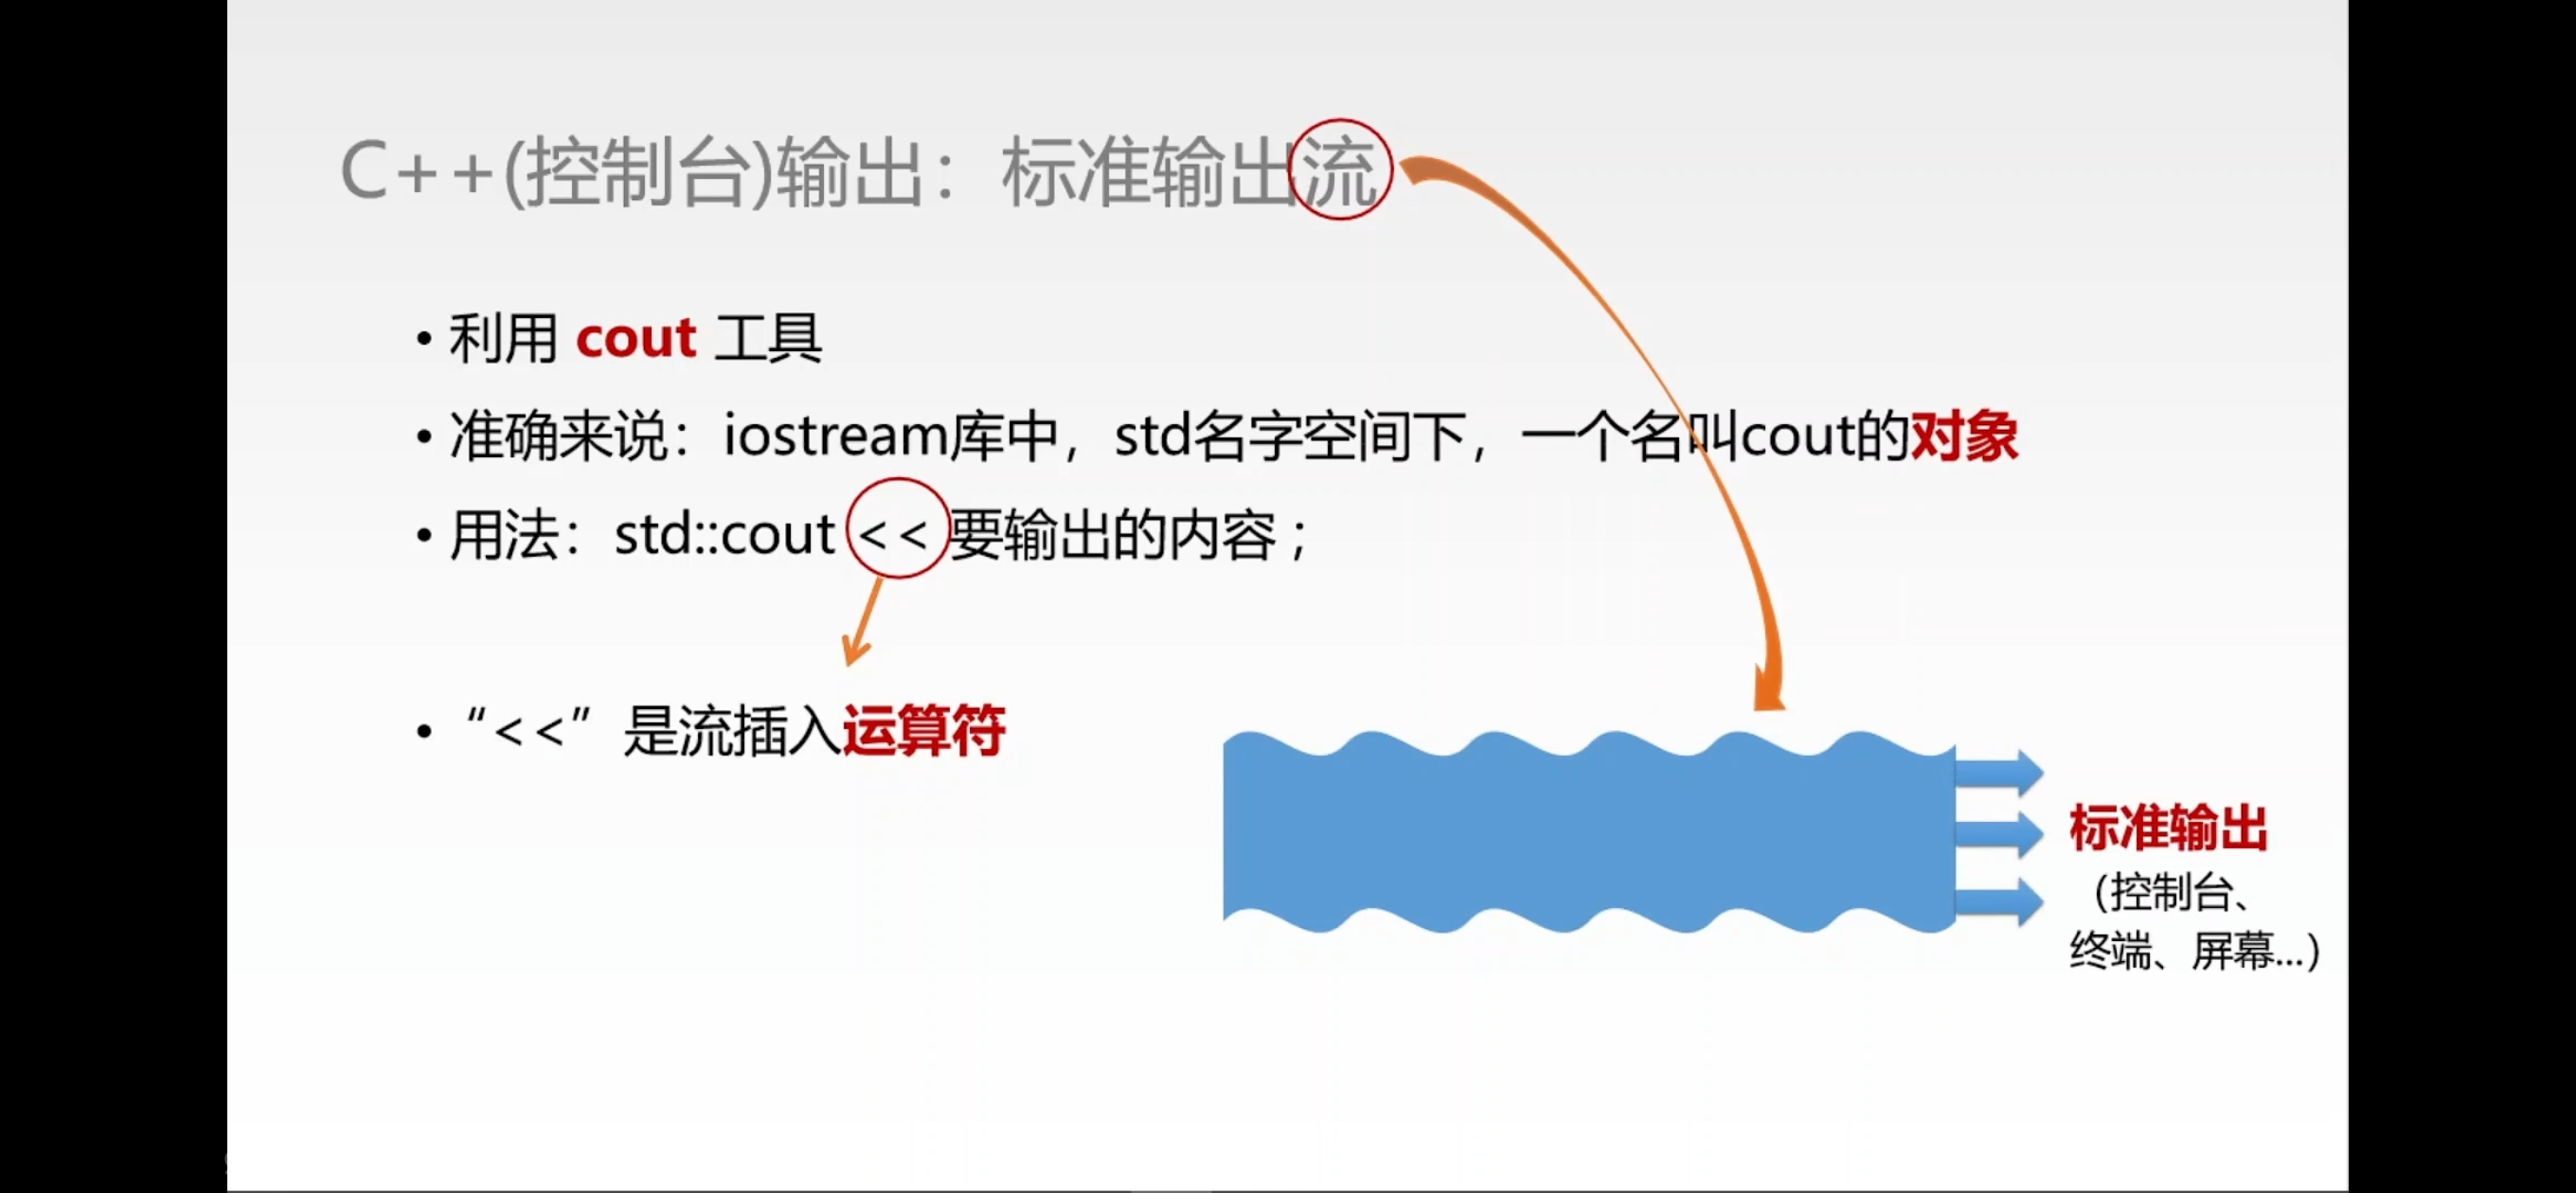 C++(控制台)输出：标准输出流
• 利用 cout 工具
• 准确来说：iostream库中，std名字空间下，一个名叫cout的对象
• 用法：std::cout << 要输出的内容 ;
• “<<”是流插入运算符
标准输出
（控制台、
终端、屏幕...）